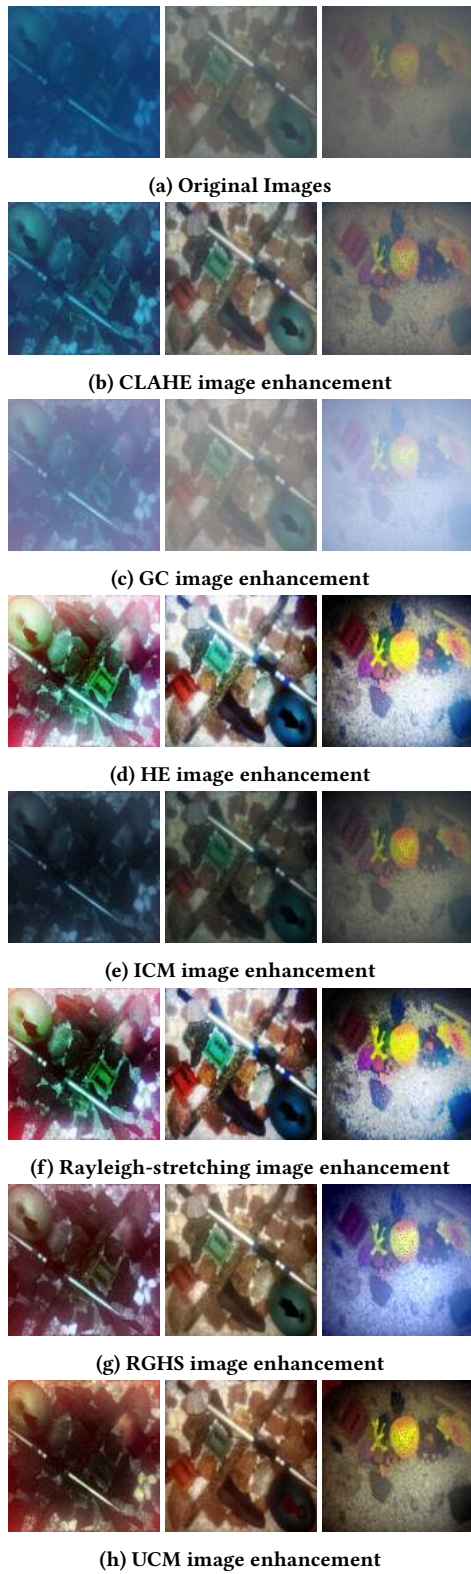 (a) Original Images
(b) CLAHE image enhancement
(c) GC image enhancement
(d) HE image enhancement
(e) ICM image enhancement
(f) Rayleigh-stretching image enhancement
(g) RGHS image enhancement
(h) UCM image enhancement